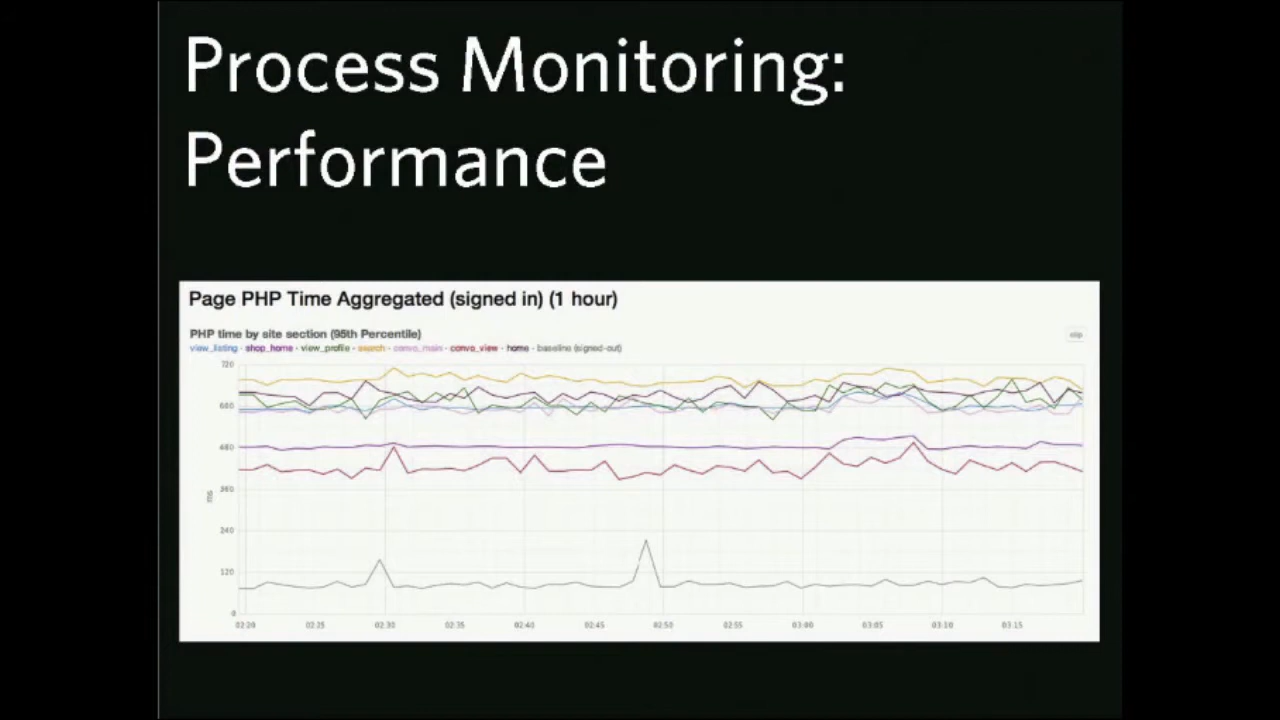 Process Monitoring:
Performance
Page PHP Time Aggregated (signed in) (1 hour)
PHP time by site section (95th Percentile)
view_listing - shop_home - view_profile - search - convo_main - convo_view - home - baseline (signed-out)
720
600
480
360
240
120
0
ms
02:20 02:25 02:30 02:35 02:40 02:45 02:50 02:55 03:00 03:05 03:10 03:15